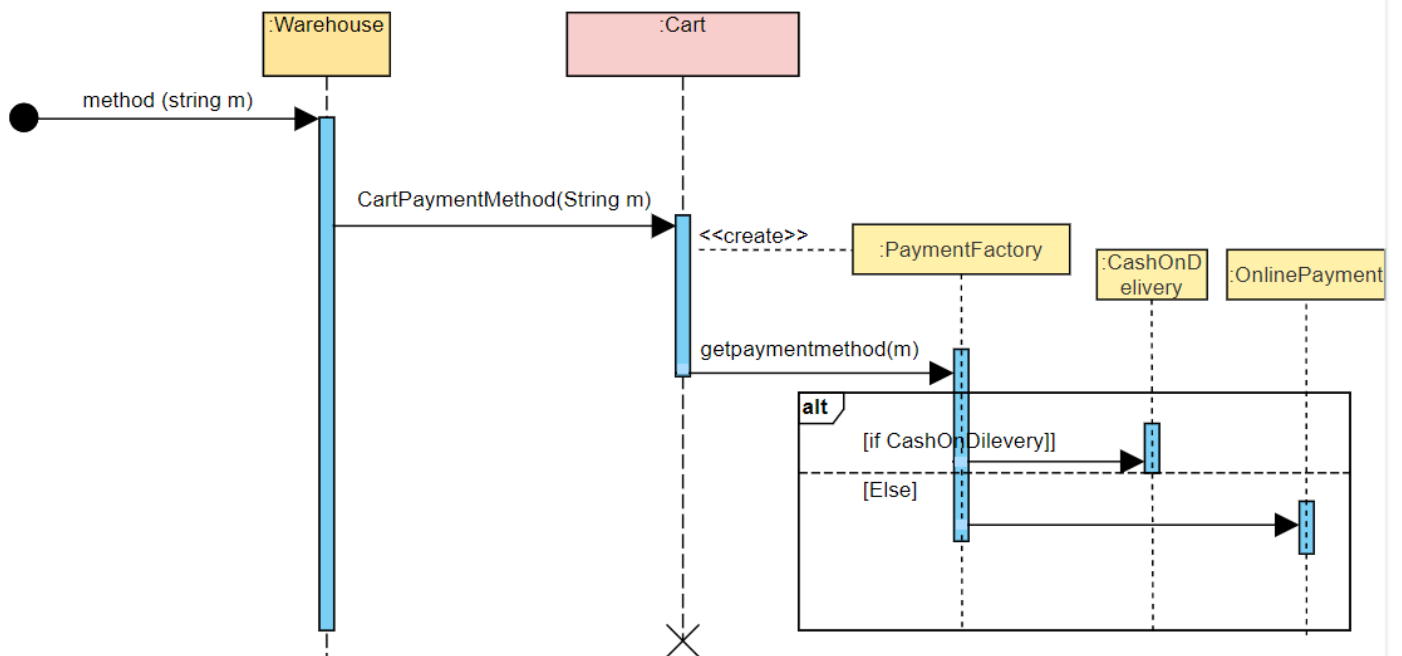 :Warehouse
:Cart
method (string m)
CartPaymentMethod(String m)
<<create>>
:PaymentFactory
:CashOnD
elivery
:OnlinePayment
getpaymentmethod(m)
alt
[if CashOnDilevery]]
[Else]